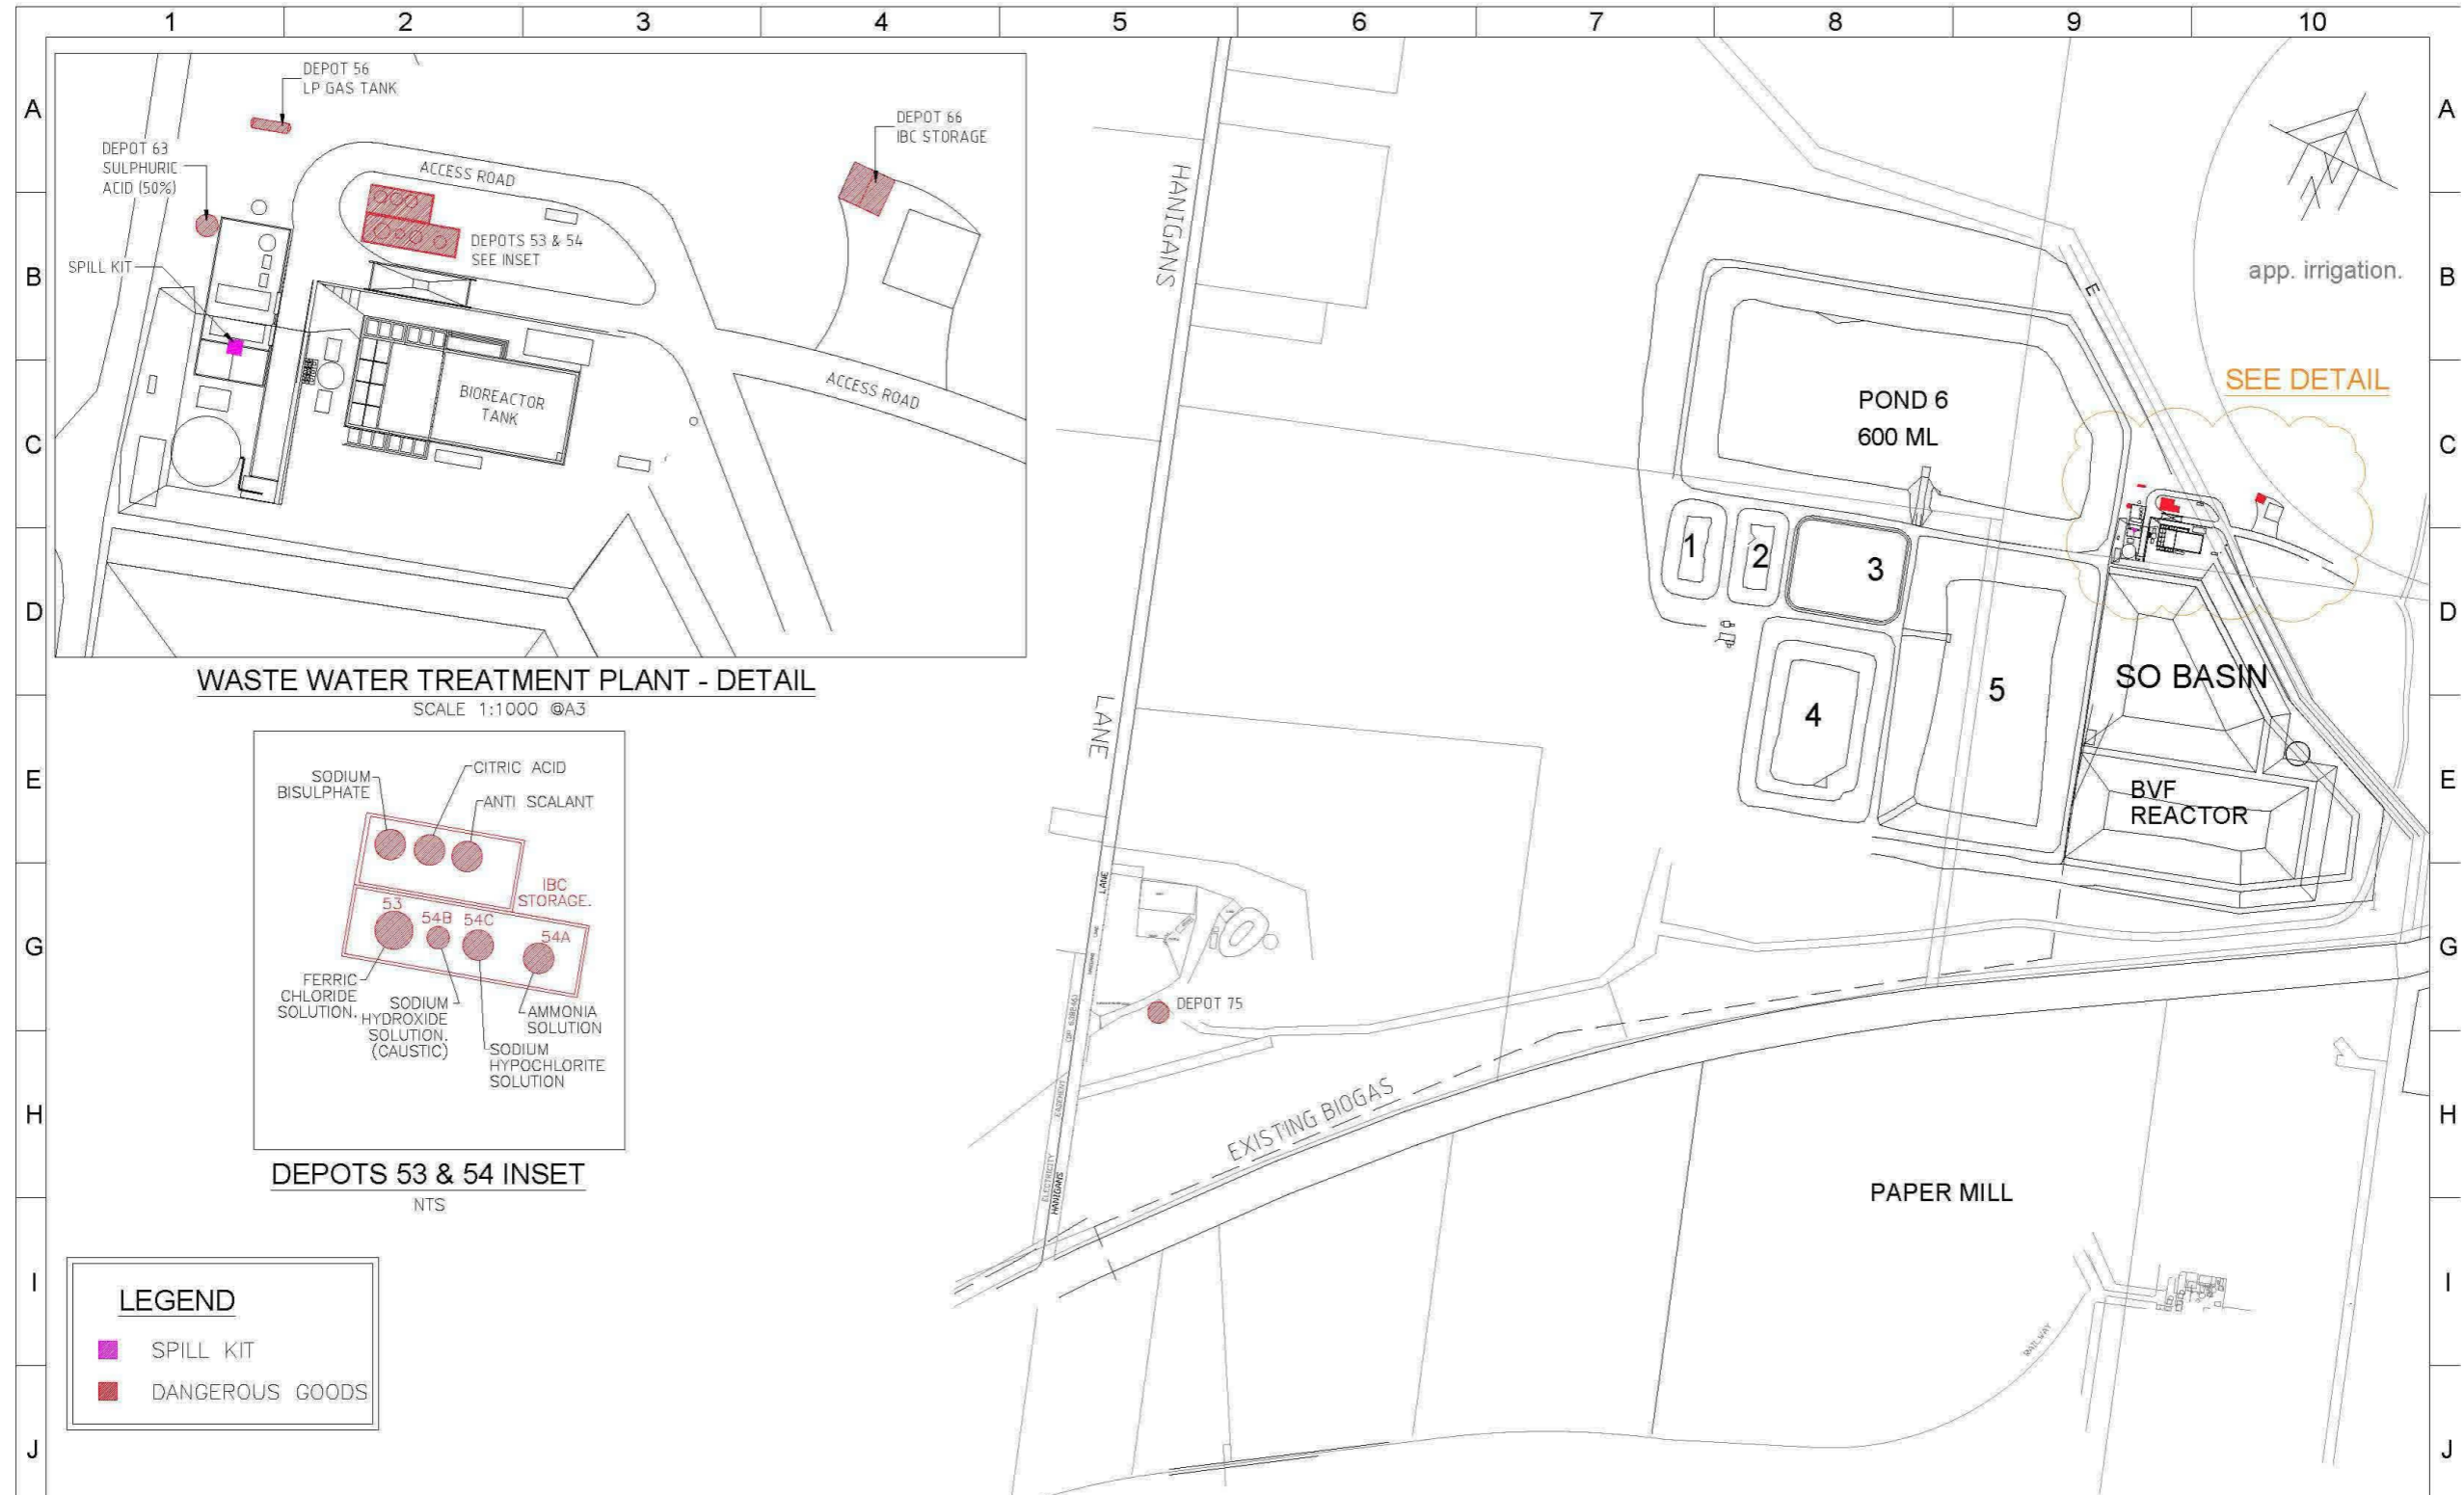 1 2 3 4 5 6 7 8 9 10
A
B
C
D
E
G
H
I
J
A
B
C
D
E
G
H
I
J
DEPOT 56
LP GAS TANK
DEPOT 63
SULPHURIC
ACID (50%)
SPILL KIT
ACCESS ROAD
DEPOTS 53 & 54
SEE INSET
DEPOT 66
IBC STORAGE
ACCESS ROAD
BIOREACTOR
TANK
WASTE WATER TREATMENT PLANT - DETAIL
SCALE 1:1000 @A3
SODIUM
BISULPHATE
CITRIC ACID
ANTI SCALANT
IBC
STORAGE.
53
54B
54C
54A
FERRIC
CHLORIDE
SOLUTION.
SODIUM
HYDROXIDE
SOLUTION.
(CAUSTIC)
SODIUM
HYPOCHLORITE
SOLUTION
AMMONIA
SOLUTION
DEPOTS 53 & 54 INSET
NTS
LEGEND
SPILL KIT
DANGEROUS GOODS
HANIGANS
LANE
LANE
DEPOT 75
EASEMENT
ELECTRICITY
HANIGANS
EXISTING BIOGAS
POND 6
600 ML
1
2
3
4
5
E
app. irrigation.
SEE DETAIL
SO BASIN
BVF
REACTOR
PAPER MILL
RAILWAY